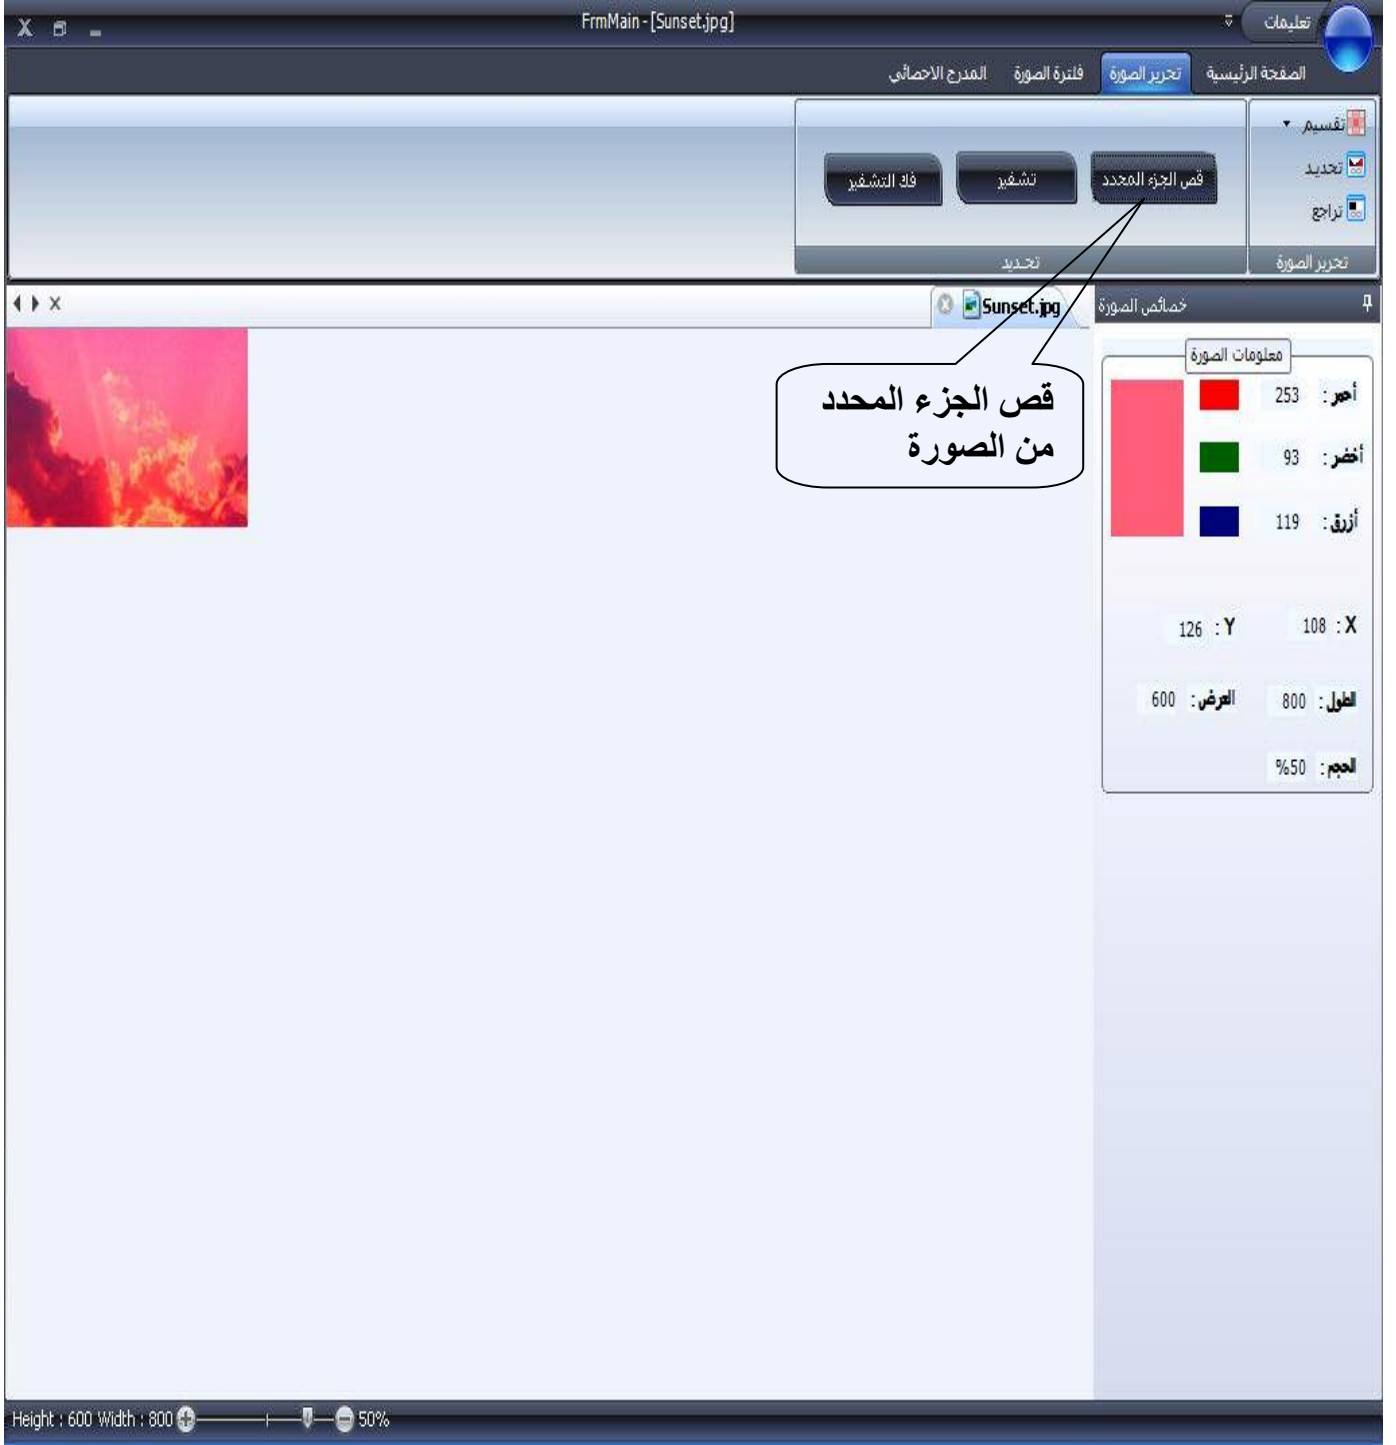 FrmMain - [Sunset.jpg]
تعليمات
الصفحة الرئيسية
تحرير الصورة
فلترة الصورة
المدرج الاحصائي
تقسيم
تحديد
تراجع
تحرير الصورة
قص الجزء المحدد
تشفير
فك التشفير
تحديد
خصائص الصورة
Sunset.jpg
قص الجزء المحدد
من الصورة
معلومات الصورة
أحمر : 253
أخضر : 93
أزرق : 119
X : 108
Y : 126
الطول : 800
العرض : 600
الحجم : 50%
Height : 600 Width : 800
50%